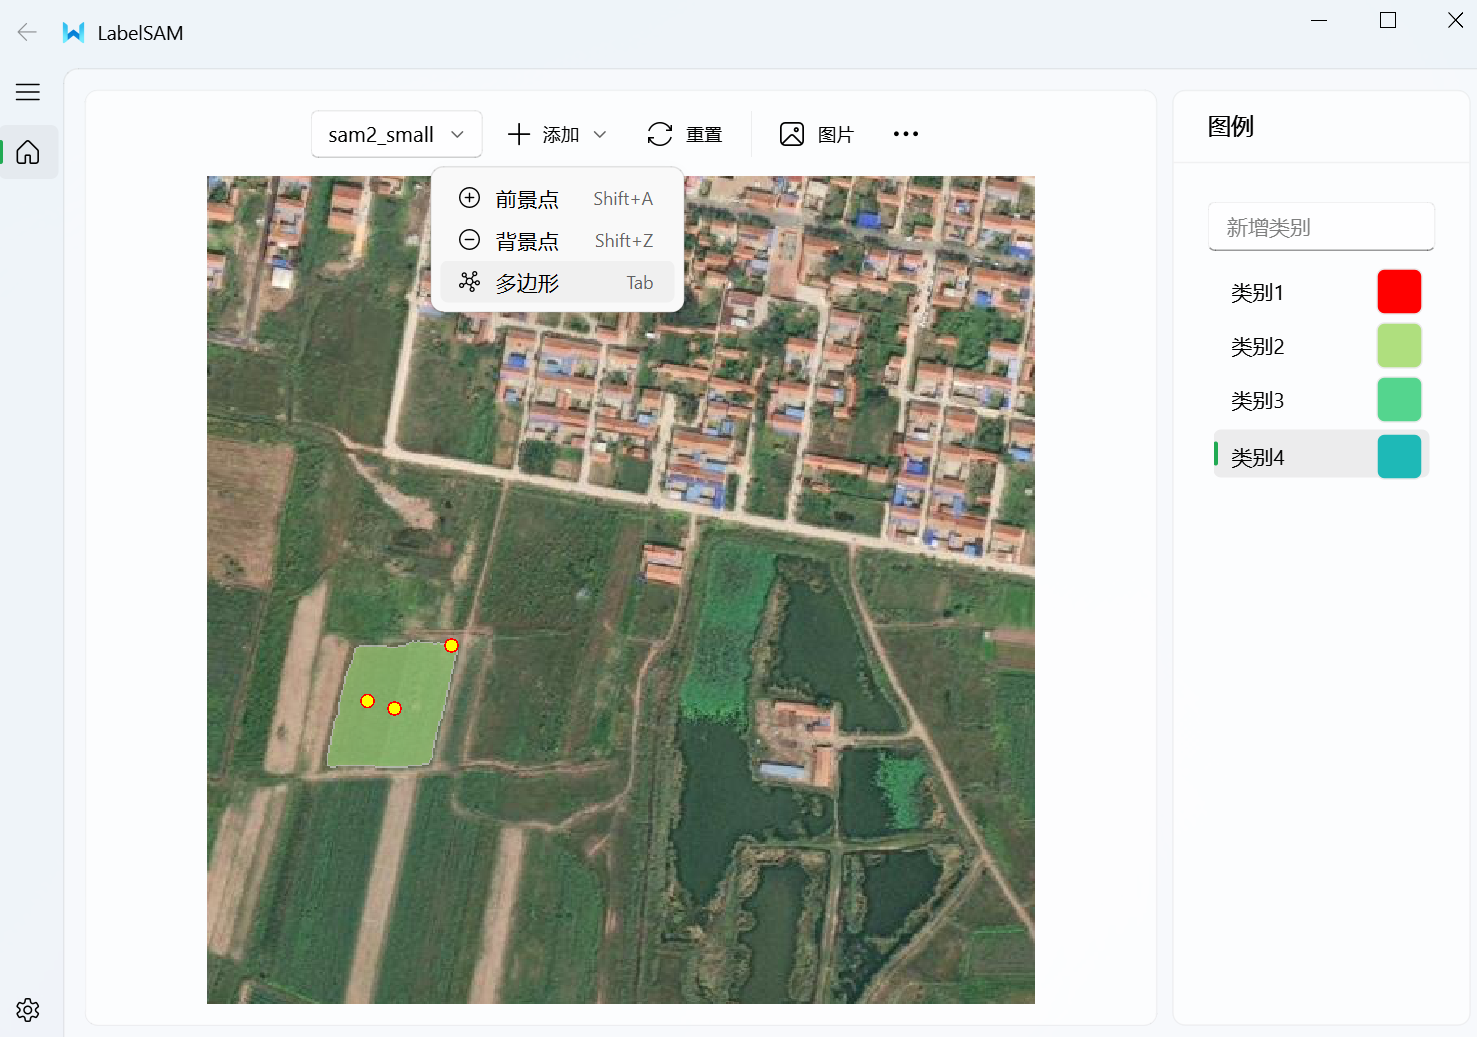 LabelSAM
sam2_small
添加
重置
图片
前景点 Shift+A
背景点 Shift+Z
多边形 Tab
图例
新增类别
类别1
类别2
类别3
类别4